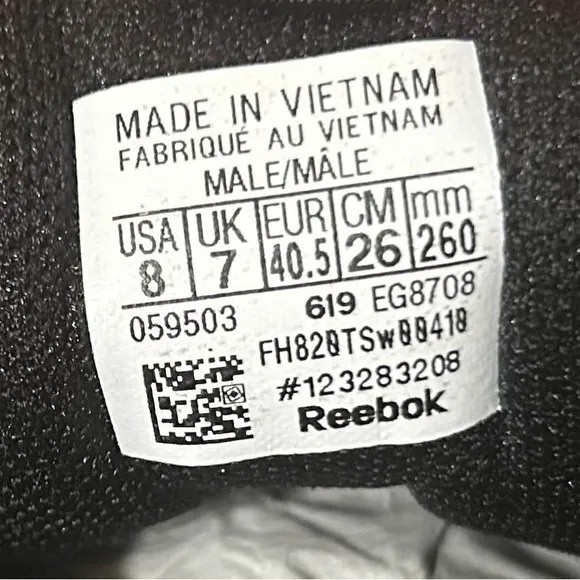 MADE IN VIETNAM
FABRIQUÉ AU VIETNAM
MALE/MÂLE
USA UK EUR CM mm
8 7 40.5 26 260
059503 619 EG8708
#123283208
Reebok